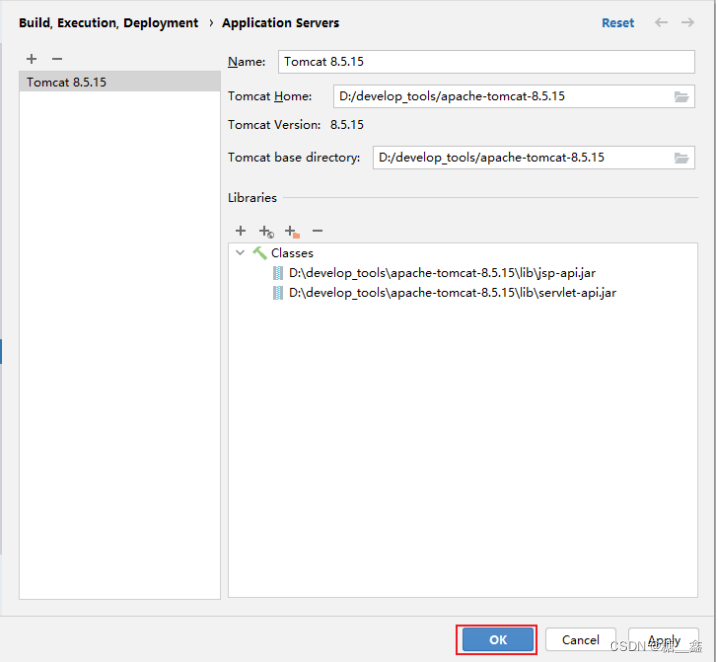 Build, Execution, Deployment › Application Servers Reset
Tomcat 8.5.15
Name: Tomcat 8.5.15
Tomcat Home: D:/develop_tools/apache-tomcat-8.5.15
Tomcat Version: 8.5.15
Tomcat base directory: D:/develop_tools/apache-tomcat-8.5.15
Libraries
Classes
D:\develop_tools\apache-tomcat-8.5.15\lib\jsp-api.jar
D:\develop_tools\apache-tomcat-8.5.15\lib\servlet-api.jar
OK Cancel Apply
CSDN